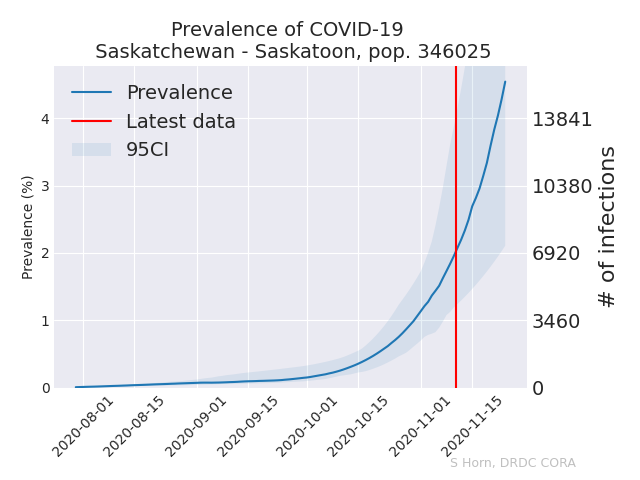 Prevalence of COVID-19
Saskatchewan - Saskatoon, pop. 346025
Prevalence
Latest data
95CI
Prevalence (%)
4
3
2
1
0
13841
10380
6920
3460
0
# of infections
2020-08-01
2020-08-15
2020-09-01
2020-09-15
2020-10-01
2020-10-15
2020-11-01
2020-11-15
S Horn, DRDC CORA